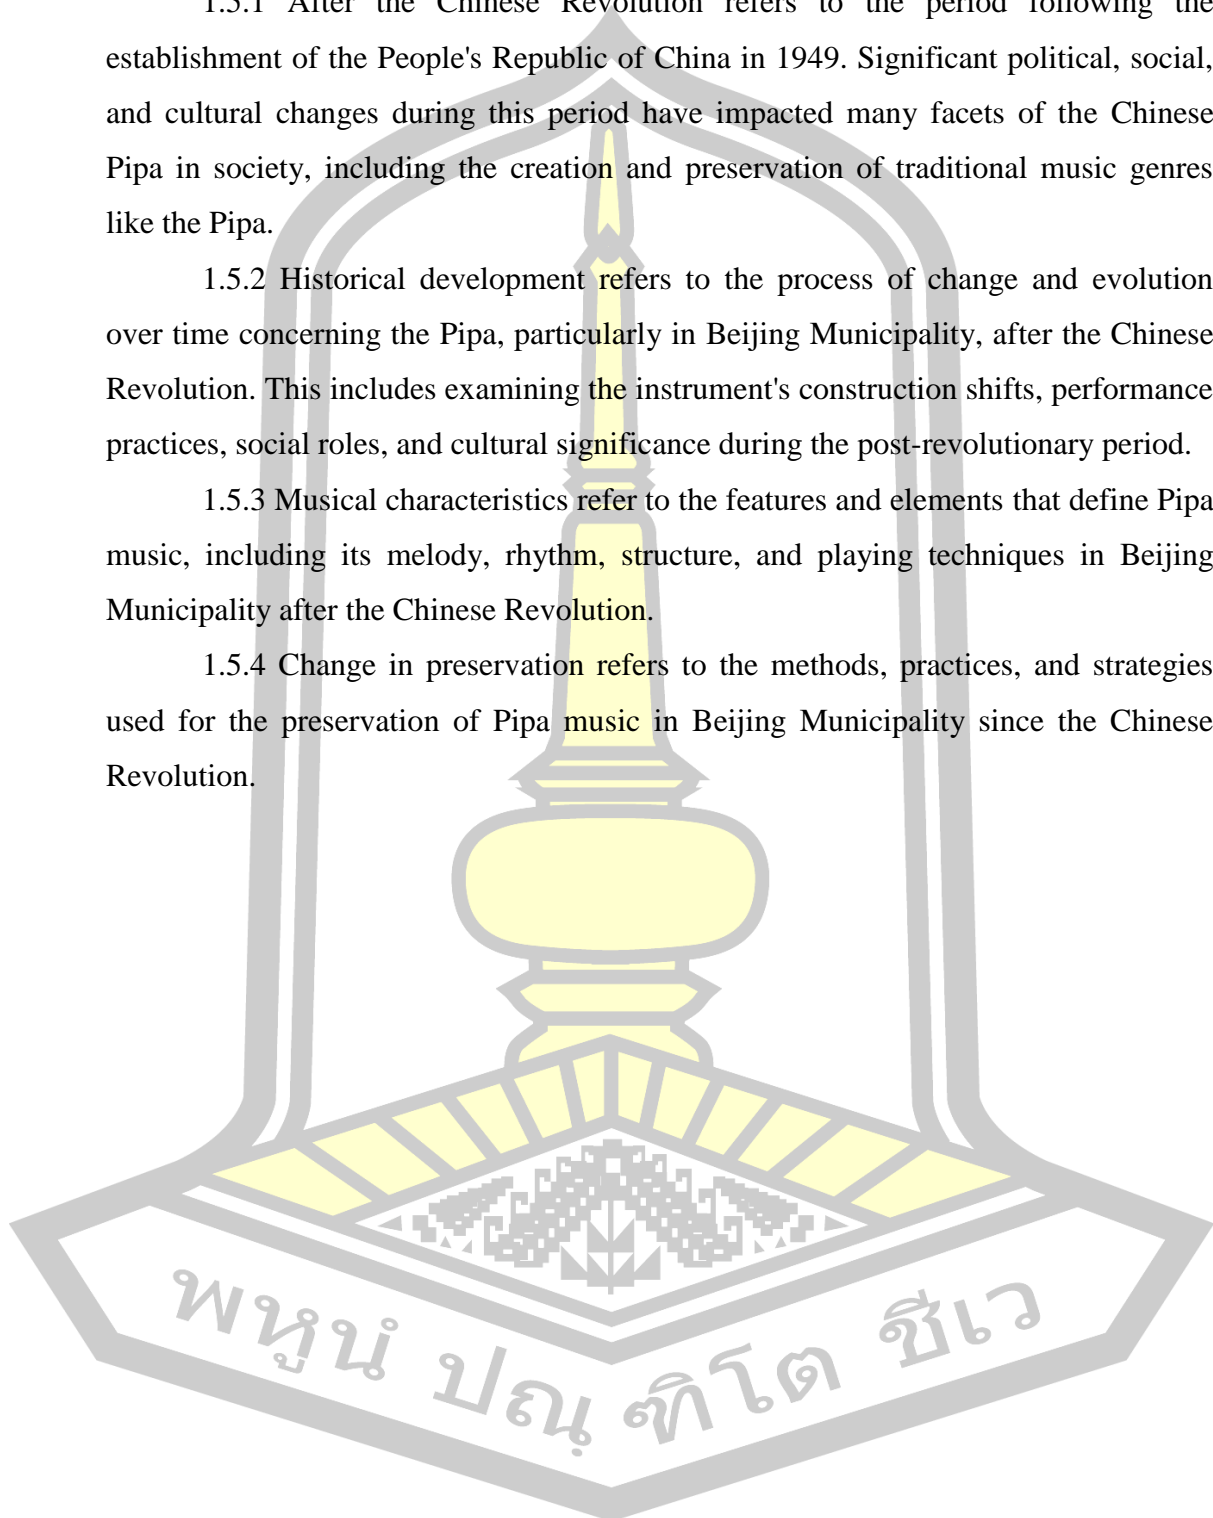 1.5.1 After the Chinese Revolution refers to the period following the
establishment of the People's Republic of China in 1949. Significant political, social,
and cultural changes during this period have impacted many facets of the Chinese
Pipa in society, including the creation and preservation of traditional music genres
like the Pipa.
1.5.2 Historical development refers to the process of change and evolution
over time concerning the Pipa, particularly in Beijing Municipality, after the Chinese
Revolution. This includes examining the instrument's construction shifts, performance
practices, social roles, and cultural significance during the post-revolutionary period.
1.5.3 Musical characteristics refer to the features and elements that define Pipa
music, including its melody, rhythm, structure, and playing techniques in Beijing
Municipality after the Chinese Revolution.
1.5.4 Change in preservation refers to the methods, practices, and strategies
used for the preservation of Pipa music in Beijing Municipality since the Chinese
Revolution.
พหูนํ ปณฺฑิโต ชีเว